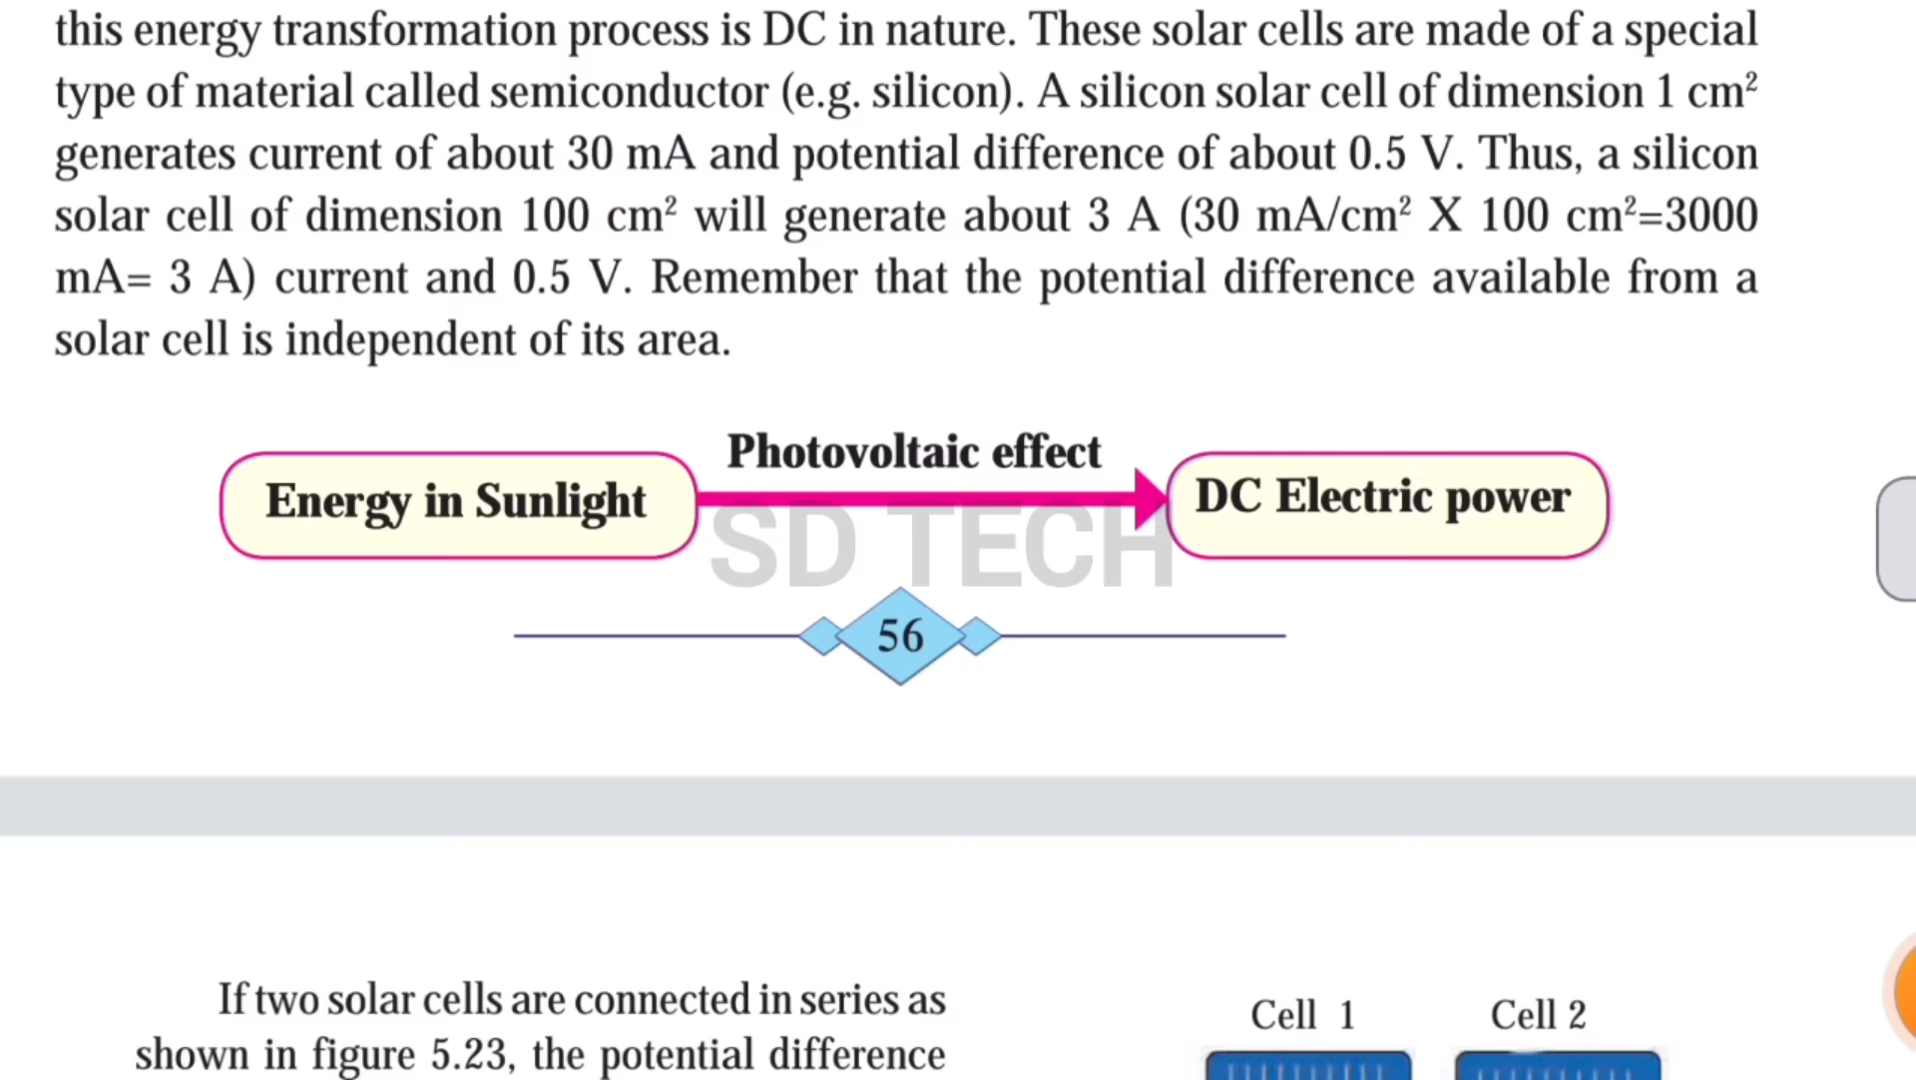 this energy transformation process is DC in nature. These solar cells are made of a special
type of material called semiconductor (e.g. silicon). A silicon solar cell of dimension 1 cm²
generates current of about 30 mA and potential difference of about 0.5 V. Thus, a silicon
solar cell of dimension 100 cm² will generate about 3 A (30 mA/cm² X 100 cm²=3000
mA= 3 A) current and 0.5 V. Remember that the potential difference available from a
solar cell is independent of its area.
Photovoltaic effect
Energy in Sunlight
DC Electric power
SD TECH
56
If two solar cells are connected in series as
shown in figure 5.23, the potential difference
Cell 1
Cell 2